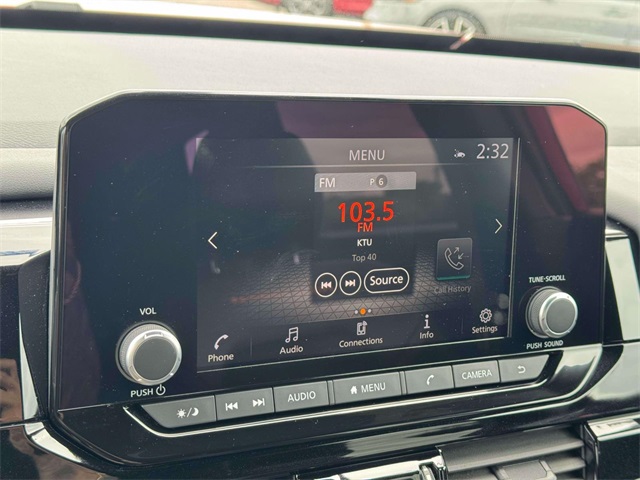 MENU 2:32
FM P 6
103.5
FM
KTU
Top 40
Source
Call History
Phone Audio Connections Info Settings
VOL
PUSH
TUNE-SCROLL
PUSH SOUND
AUDIO MENU CAMERA